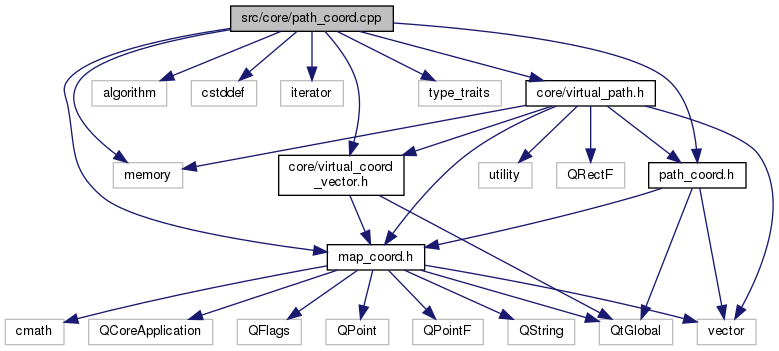 src/core/path_coord.cpp
algorithm
cstddef
iterator
type_traits
core/virtual_path.h
memory
core/virtual_coord
_vector.h
utility
QRectF
path_coord.h
map_coord.h
cmath
QCoreApplication
QFlags
QPoint
QPointF
QString
QtGlobal
vector